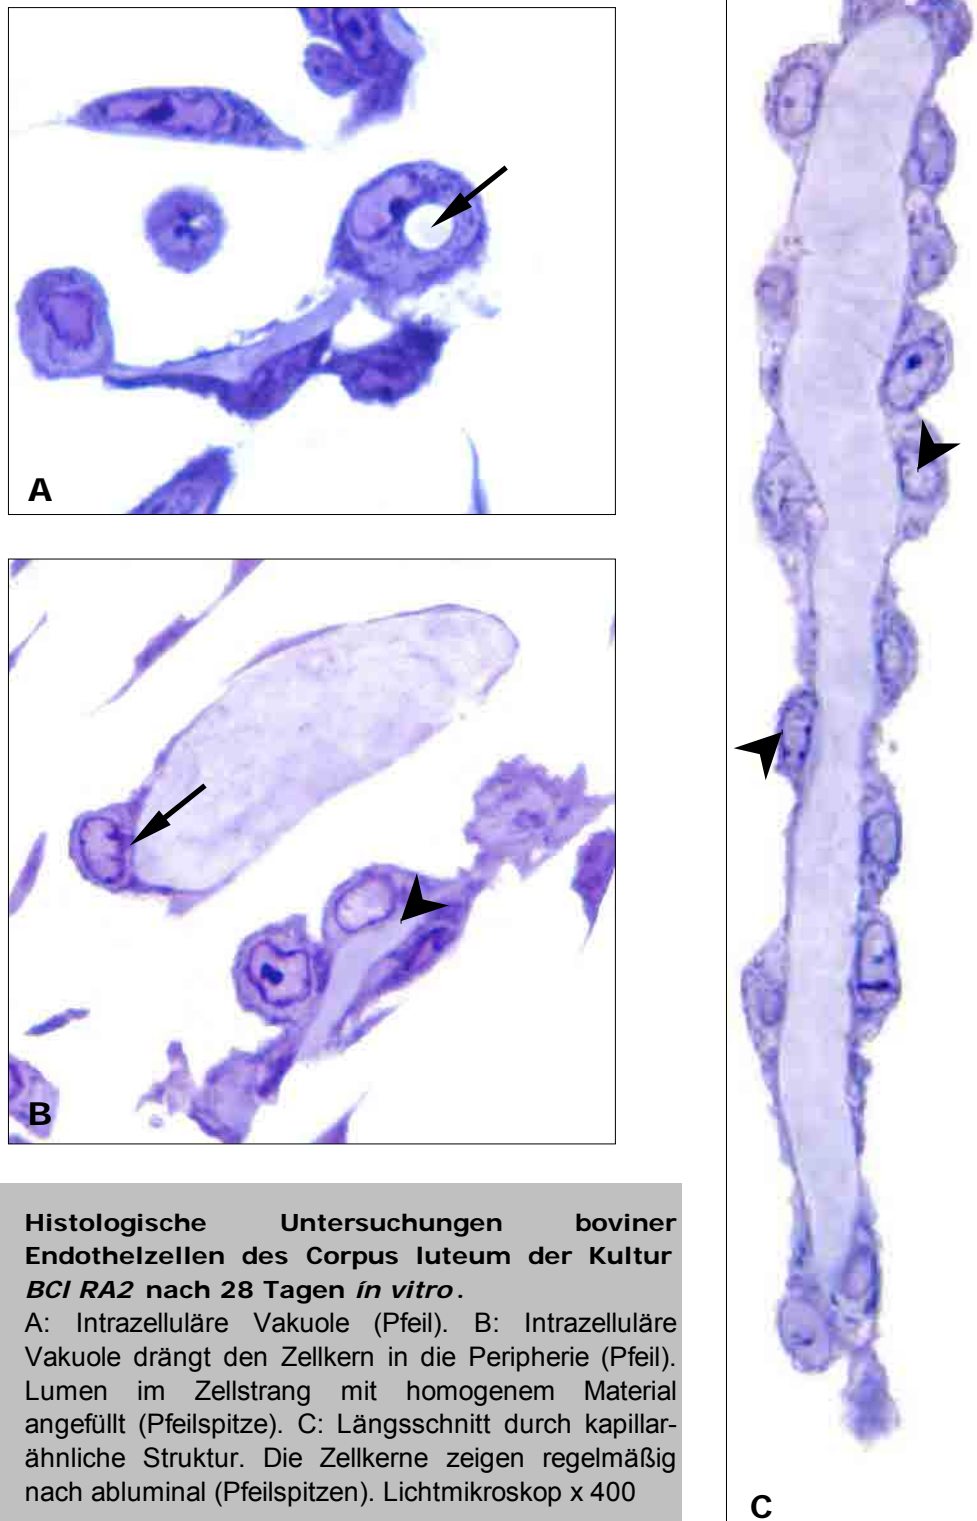 A
B
C
Histologische Untersuchungen boviner
Endothelzellen des Corpus luteum der Kultur
BCI RA2 nach 28 Tagen ín vitro.
A: Intrazelluläre Vakuole (Pfeil). B: Intrazelluläre
Vakuole drängt den Zellkern in die Peripherie (Pfeil).
Lumen im Zellstrang mit homogenem Material
angefüllt (Pfeilspitze). C: Längsschnitt durch kapillar-
ähnliche Struktur. Die Zellkerne zeigen regelmäßig
nach abluminal (Pfeilspitzen). Lichtmikroskop x 400